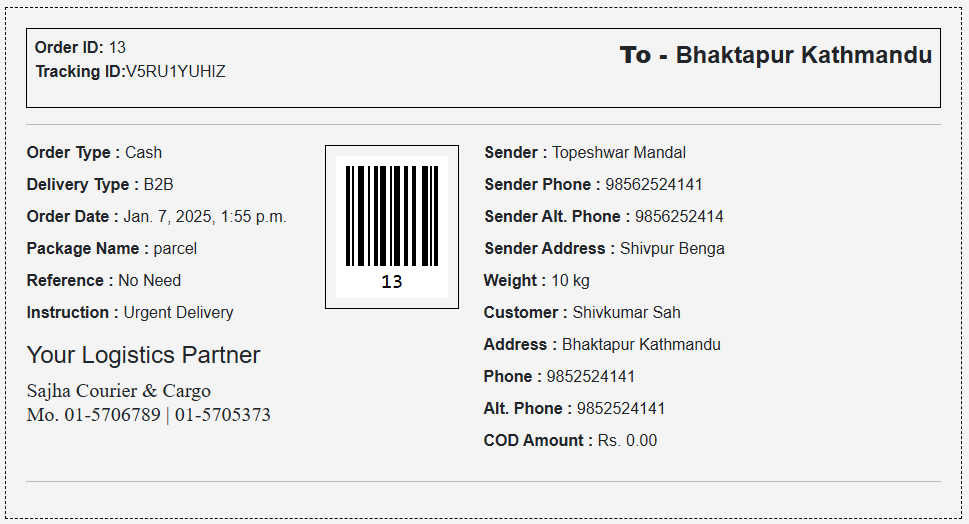 Order ID: 13
Tracking ID:V5RU1YUHIZ
To - Bhaktapur Kathmandu
Order Type : Cash
Delivery Type : B2B
Order Date : Jan. 7, 2025, 1:55 p.m.
Package Name : parcel
Reference : No Need
Instruction : Urgent Delivery
Your Logistics Partner
Sajha Courier & Cargo
Mo. 01-5706789 | 01-5705373
13
Sender : Topeshwar Mandal
Sender Phone : 98562524141
Sender Alt. Phone : 9856252414
Sender Address : Shivpur Benga
Weight : 10 kg
Customer : Shivkumar Sah
Address : Bhaktapur Kathmandu
Phone : 9852524141
Alt. Phone : 9852524141
COD Amount : Rs. 0.00